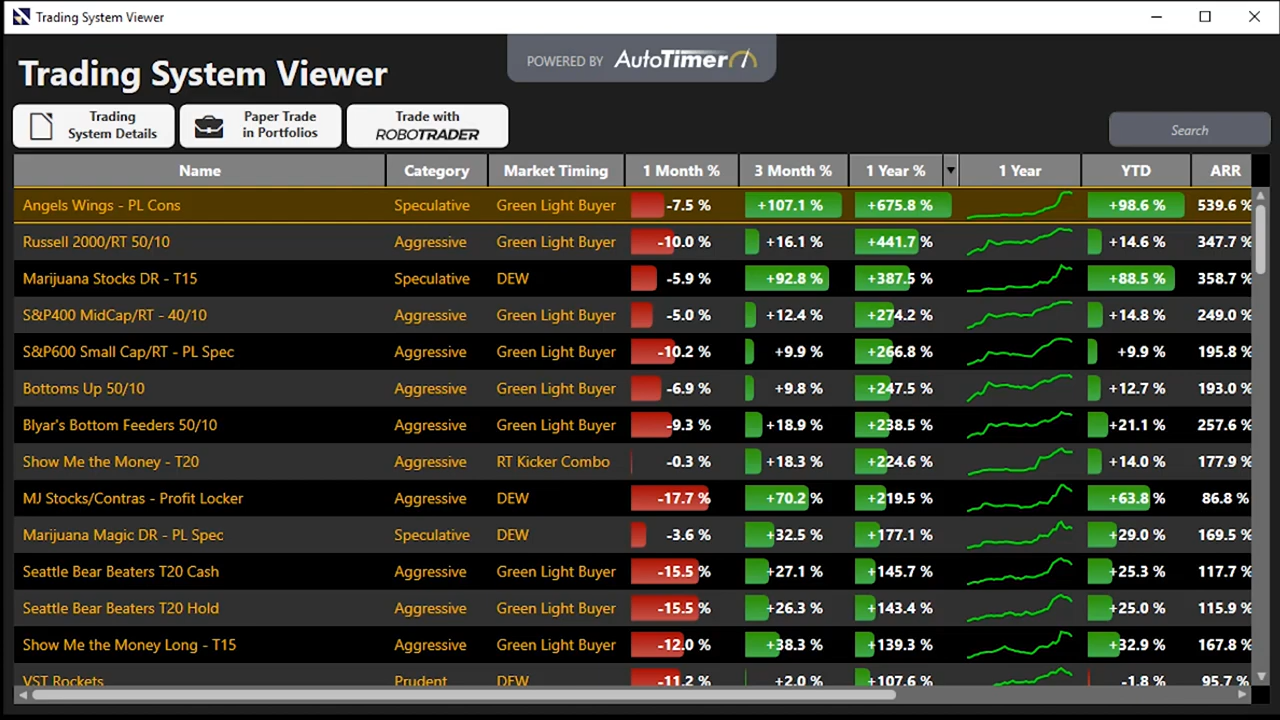 Trading System Viewer
POWERED BY AutoTimer
Trading System Viewer
Trading System Details
Paper Trade in Portfolios
Trade with ROBOTRADER
Search
Name Category Market Timing 1 Month % 3 Month % 1 Year % 1 Year YTD ARR
Angels Wings - PL Cons Speculative Green Light Buyer -7.5 % +107.1 % +675.8 % +98.6 % 539.6 %
Russell 2000/RT 50/10 Aggressive Green Light Buyer -10.0 % +16.1 % +441.7 % +14.6 % 347.7 %
Marijuana Stocks DR - T15 Speculative DEW -5.9 % +92.8 % +387.5 % +88.5 % 358.7 %
S&P400 MidCap/RT - 40/10 Aggressive Green Light Buyer -5.0 % +12.4 % +274.2 % +14.8 % 249.0 %
S&P600 Small Cap/RT - PL Spec Aggressive Green Light Buyer -10.2 % +9.9 % +266.8 % +9.9 % 195.8 %
Bottoms Up 50/10 Aggressive Green Light Buyer -6.9 % +9.8 % +247.5 % +12.7 % 193.0 %
Blyar's Bottom Feeders 50/10 Aggressive Green Light Buyer -9.3 % +18.9 % +238.5 % +21.1 % 257.6 %
Show Me the Money - T20 Aggressive RT Kicker Combo -0.3 % +18.3 % +224.6 % +14.0 % 177.9 %
MJ Stocks/Contras - Profit Locker Aggressive DEW -17.7 % +70.2 % +219.5 % +63.8 % 86.8 %
Marijuana Magic DR - PL Spec Speculative DEW -3.6 % +32.5 % +177.1 % +29.0 % 169.5 %
Seattle Bear Beaters T20 Cash Aggressive Green Light Buyer -15.5 % +27.1 % +145.7 % +25.3 % 117.7 %
Seattle Bear Beaters T20 Hold Aggressive Green Light Buyer -15.5 % +26.3 % +143.4 % +25.0 % 115.9 %
Show Me the Money Long - T15 Aggressive Green Light Buyer -12.0 % +38.3 % +139.3 % +32.9 % 167.8 %
VST Rockets Prudent DEW -11.2 % +2.0 % +107.6 % -1.8 % 95.7 %